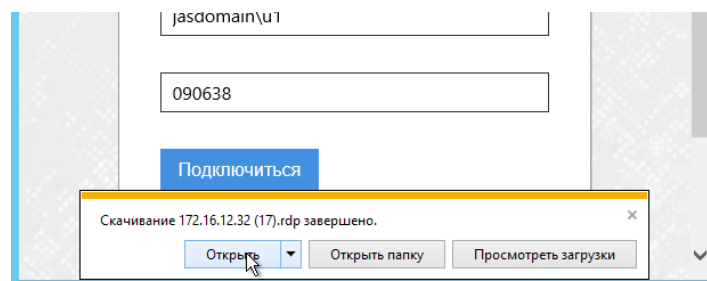 jasdomain\u1
090638
Подключиться
Скачивание 172.16.12.32 (17).rdp завершено.
Открыть Открыть папку Просмотреть загрузки